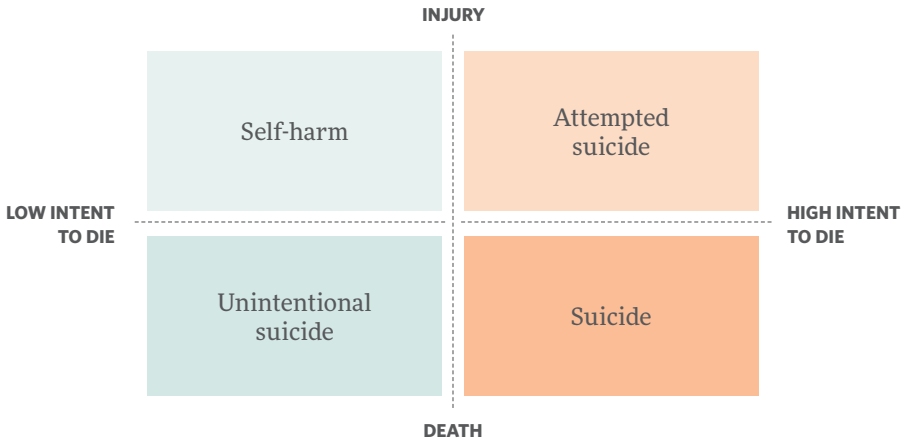 INJURY
Self-harm
Attempted
suicide
LOW INTENT
TO DIE
HIGH INTENT
TO DIE
Unintentional
suicide
Suicide
DEATH